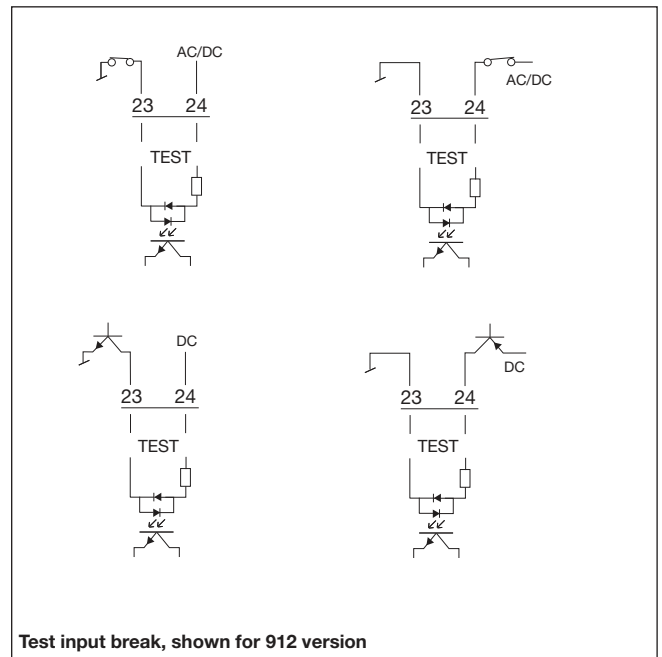 AC/DC
23 24
TEST
AC/DC
23 24
TEST
DC
23 24
TEST
DC
23 24
TEST
Test input break, shown for 912 version